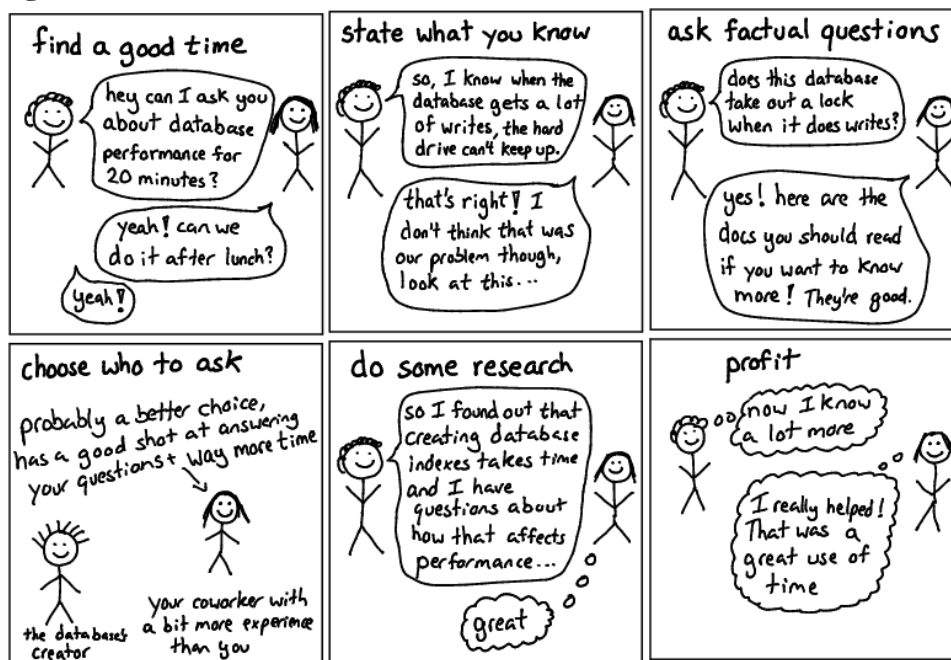 find a good time
hey can I ask you
about database
performance for
20 minutes?
yeah! can we
do it after lunch?
yeah!
state what you know
so, I know when the
database gets a lot
of writes, the hard
drive can't keep up.
that's right! I
don't think that was
our problem though,
look at this...
ask factual questions
does this database
take out a lock
when it does writes?
yes! here are the
docs you should read
if you want to know
more! They're good.
choose who to ask
probably a better choice,
has a good shot at answering
your questions + way more time
the database's
creator
your coworker with
a bit more experience
than you
do some research
so I found out that
creating database
indexes takes time
and I have
questions about
how that affects
performance...
great
profit
now I know
a lot more
I really helped!
That was a
great use of
time